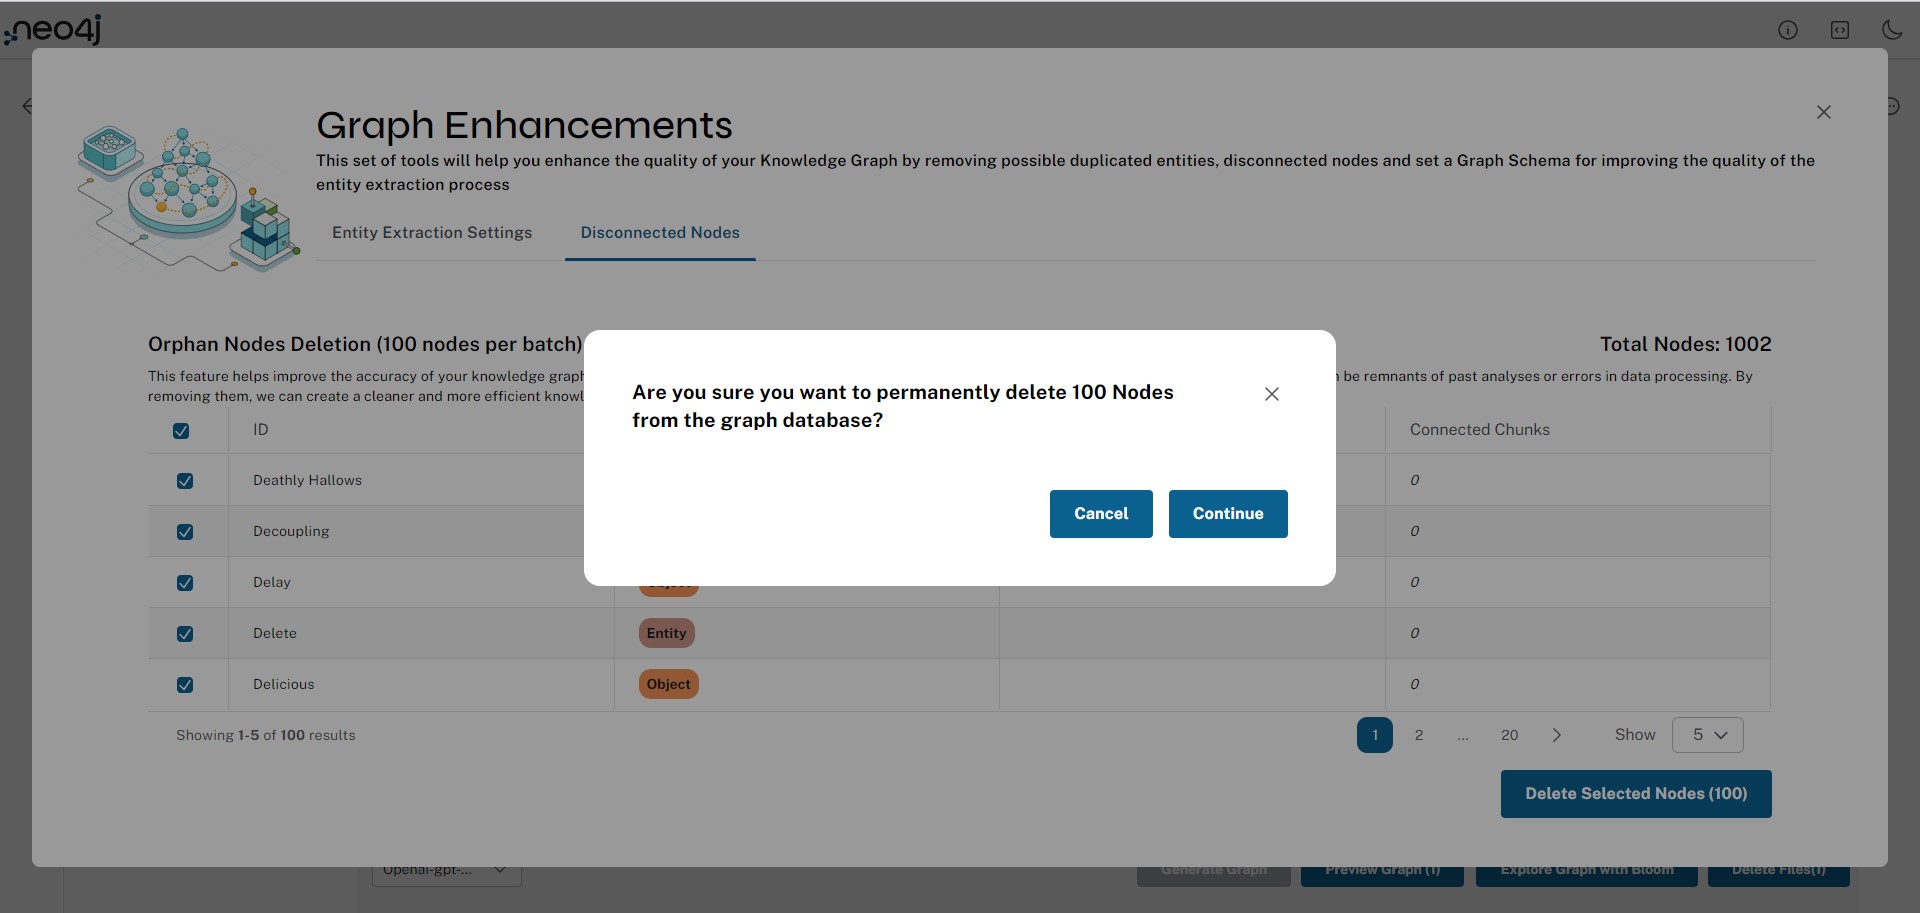 neo4j
Graph Enhancements
This set of tools will help you enhance the quality of your Knowledge Graph by removing possible duplicated entities, disconnected nodes and set a Graph Schema for improving the quality of the
entity extraction process
Entity Extraction Settings
Disconnected Nodes
Orphan Nodes Deletion (100 nodes per batch)
Total Nodes: 1002
This feature helps improve the accuracy of your knowledge graph
be remnants of past analyses or errors in data processing. By
removing them, we can create a cleaner and more efficient
Are you sure you want to permanently delete 100 Nodes
from the graph database?
Cancel
Continue
ID
Connected Chunks
Deathly Hallows
0
Decoupling
0
Delay
Object
0
Delete
Entity
0
Delicious
Object
0
Showing 1-5 of 100 results
1
2
...
20
Show
5
Delete Selected Nodes (100)
Openai-gpt-...
Generate Graph
Preview Graph (1)
Explore Graph with Bloom
Delete Files(1)